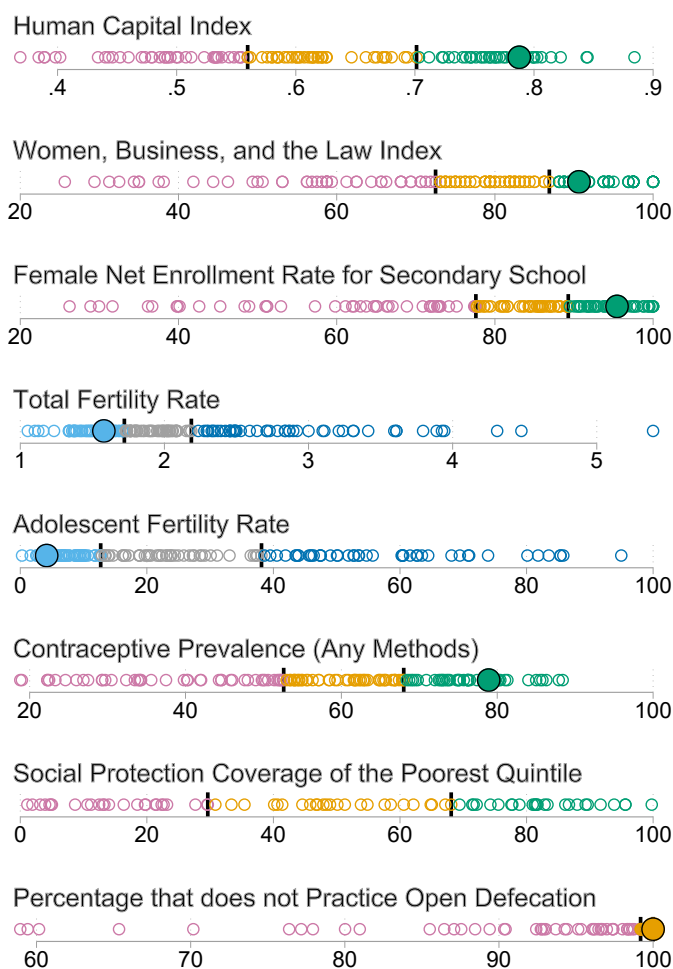 Human Capital Index
.4 .5 .6 .7 .8 .9
Women, Business, and the Law Index
20 40 60 80 100
Female Net Enrollment Rate for Secondary School
20 40 60 80 100
Total Fertility Rate
1 2 3 4 5
Adolescent Fertility Rate
0 20 40 60 80 100
Contraceptive Prevalence (Any Methods)
20 40 60 80 100
Social Protection Coverage of the Poorest Quintile
0 20 40 60 80 100
Percentage that does not Practice Open Defecation
60 70 80 90 100